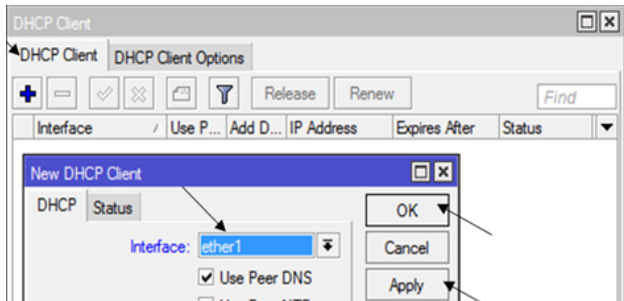 DHCP Client
DHCP Client DHCP Client Options
Release Renew Find
Interface Use P... Add D... IP Address Expires After Status
New DHCP Client
DHCP Status
OK
Interface: ether1
Cancel
Use Peer DNS
Apply